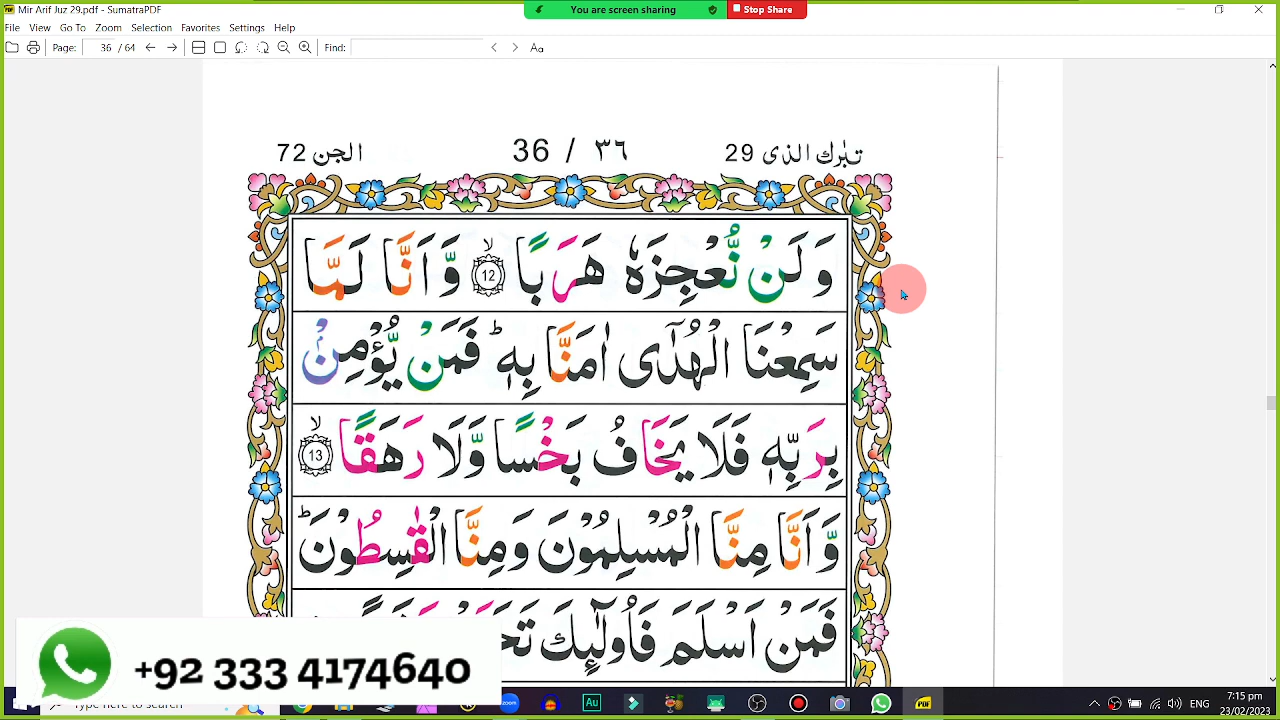 Mir Arif Juz 29.pdf - SumatraPDF
You are screen sharing
Stop Share
File View Go To Zoom Selection Favorites Settings Help
Page: 36 / 64
Find:
Aa
تبٰرك الذی 29
36 / ٣٦
الجن 72
وَلَنْ نُّعْجِزَهٗ هَرَبًا ۙ 12 وَّاَنَّا لَمَّا
سَمِعْنَا الْهُدٰۤى اٰمَنَّا بِهٖ ؕ فَمَنْ يُّؤْمِنْۢ
بِرَبِّهٖ فَلَا يَخَافُ بَخْسًا وَّلَا رَهَقًا ۙ 13
وَّاَنَّا مِنَّا الْمُسْلِمُوْنَ وَمِنَّا الْقٰسِطُوْنَ ؕ
فَمَنْ اَسْلَمَ فَاُولٰٓئِكَ
+92 333 4174640
Type here to search
ENG
7:15 pm
23/02/2023